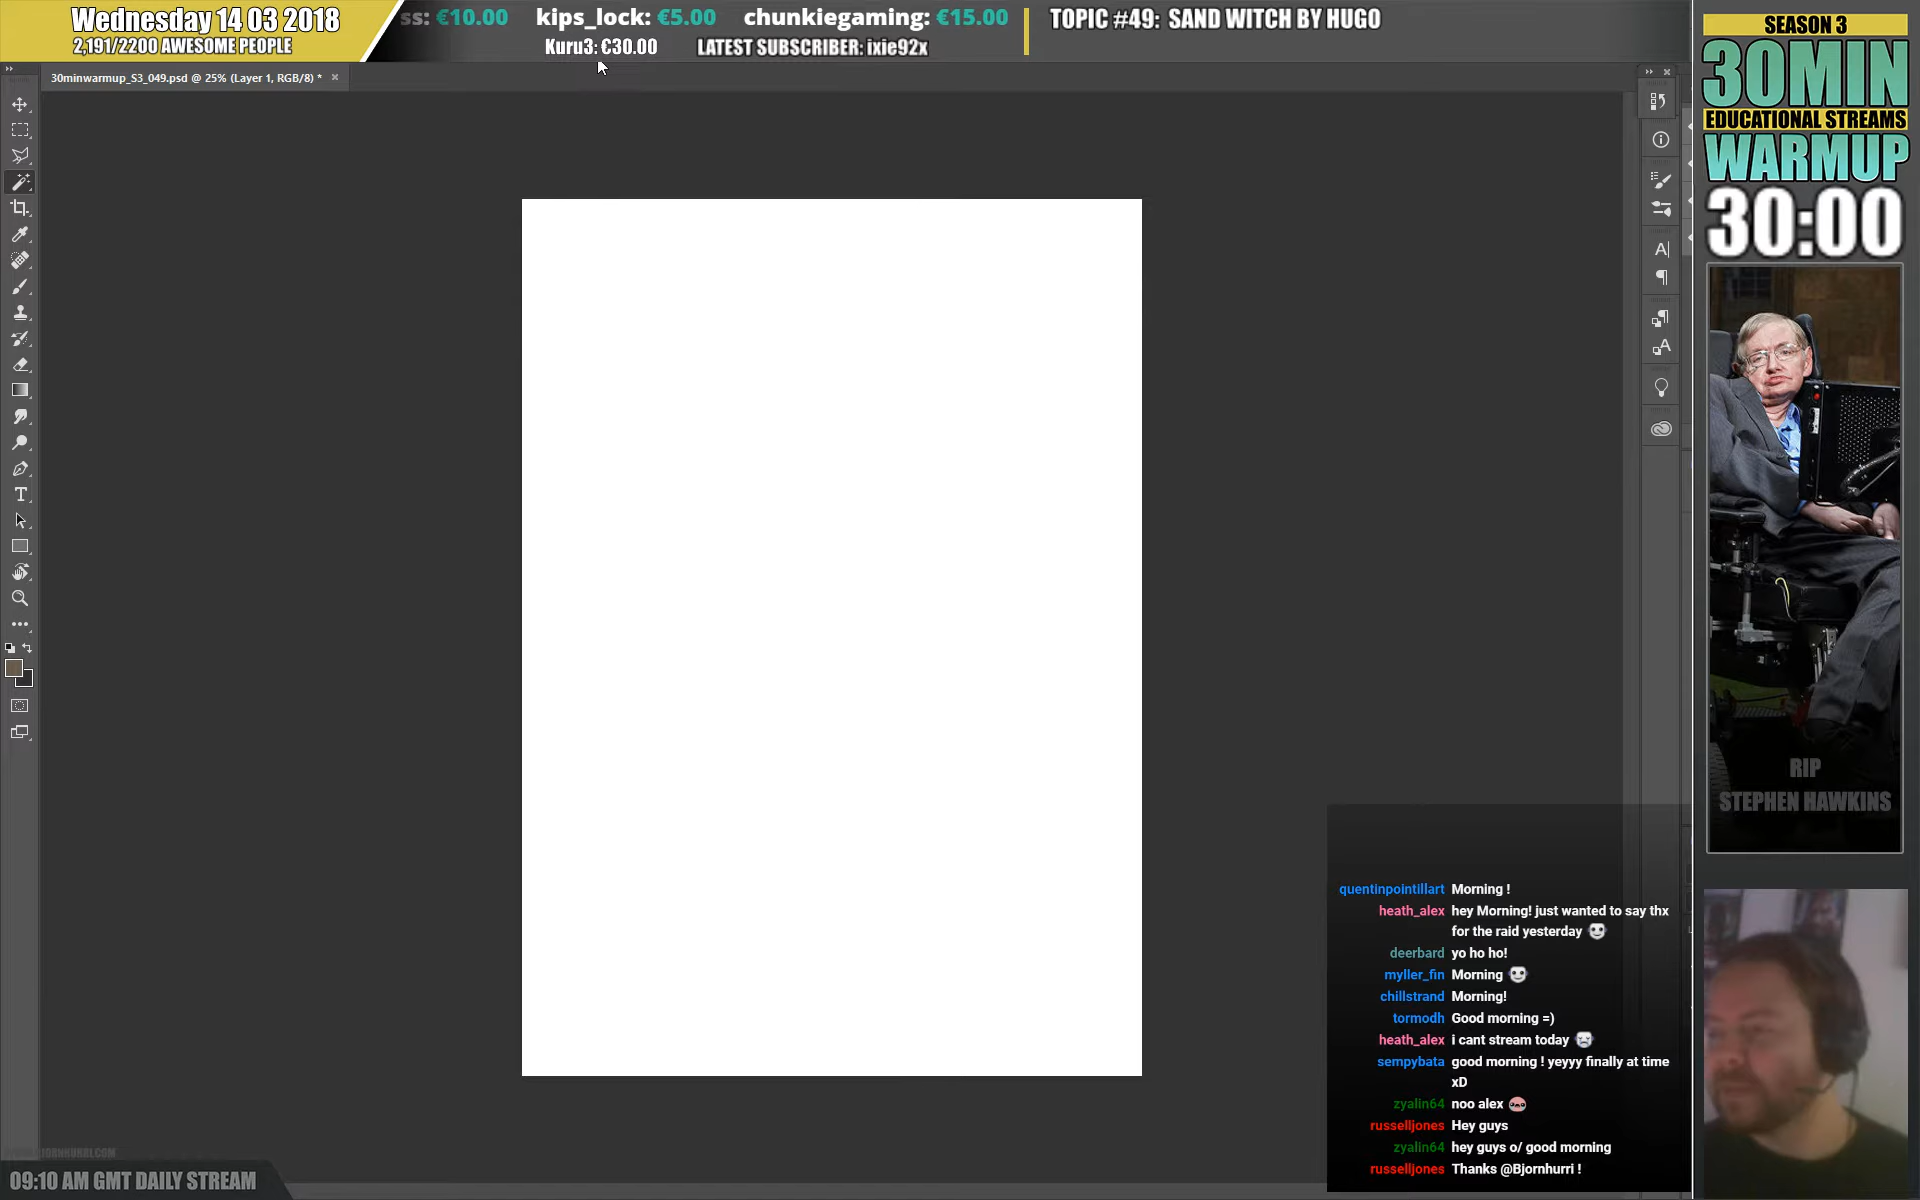 Wednesday 14 03 2018
2,191/2200 AWESOME PEOPLE
ss: €10.00 kips_lock: €5.00 chunkiegaming: €15.00
Kuru3: €30.00 LATEST SUBSCRIBER: ixie92x
TOPIC #49: SAND WITCH BY HUGO
SEASON 3
30MIN
EDUCATIONAL STREAMS
WARMUP
30:00
30minwarmup_S3_049.psd @ 25% (Layer 1, RGB/8) *
RIP
STEPHEN HAWKINS
quentinpointillart Morning !
heath_alex hey Morning! just wanted to say thx
for the raid yesterday
deerbard yo ho ho!
myller_fin Morning
chillstrand Morning!
tormodh Good morning =)
heath_alex i cant stream today
sempybata good morning ! yeyyy finally at time
xD
zyalin64 noo alex
russelljones Hey guys
zyalin64 hey guys o/ good morning
russelljones Thanks @Bjornhurri !
09:10 AM GMT DAILY STREAM